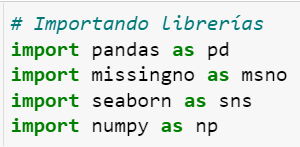 # Importando librerías
import pandas as pd
import missingno as msno
import seaborn as sns
import numpy as np